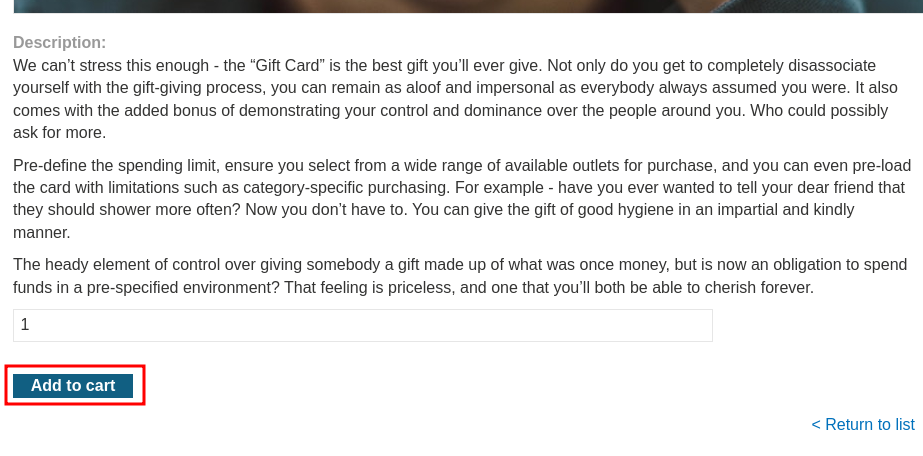 Description:
We can’t stress this enough - the “Gift Card” is the best gift you’ll ever give. Not only do you get to completely disassociate
yourself with the gift-giving process, you can remain as aloof and impersonal as everybody always assumed you were. It also
comes with the added bonus of demonstrating your control and dominance over the people around you. Who could possibly
ask for more.
Pre-define the spending limit, ensure you select from a wide range of available outlets for purchase, and you can even pre-load
the card with limitations such as category-specific purchasing. For example - have you ever wanted to tell your dear friend that
they should shower more often? Now you don’t have to. You can give the gift of good hygiene in an impartial and kindly
manner.
The heady element of control over giving somebody a gift made up of what was once money, but is now an obligation to spend
funds in a pre-specified environment? That feeling is priceless, and one that you’ll both be able to cherish forever.
1
Add to cart
< Return to list